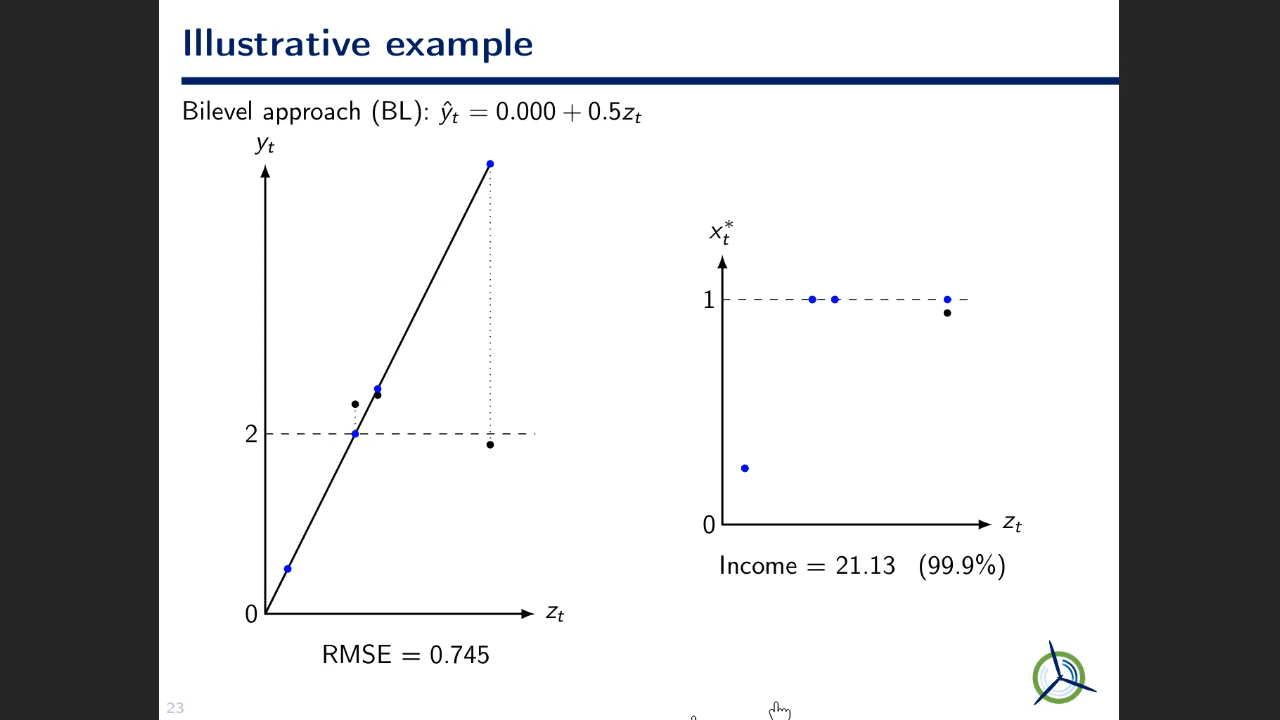 Illustrative example
Bilevel approach (BL): ŷₜ = 0.000 + 0.5zₜ
yₜ
2
0
zₜ
RMSE = 0.745
xₜ*
1
0
zₜ
Income = 21.13 (99.9%)
23